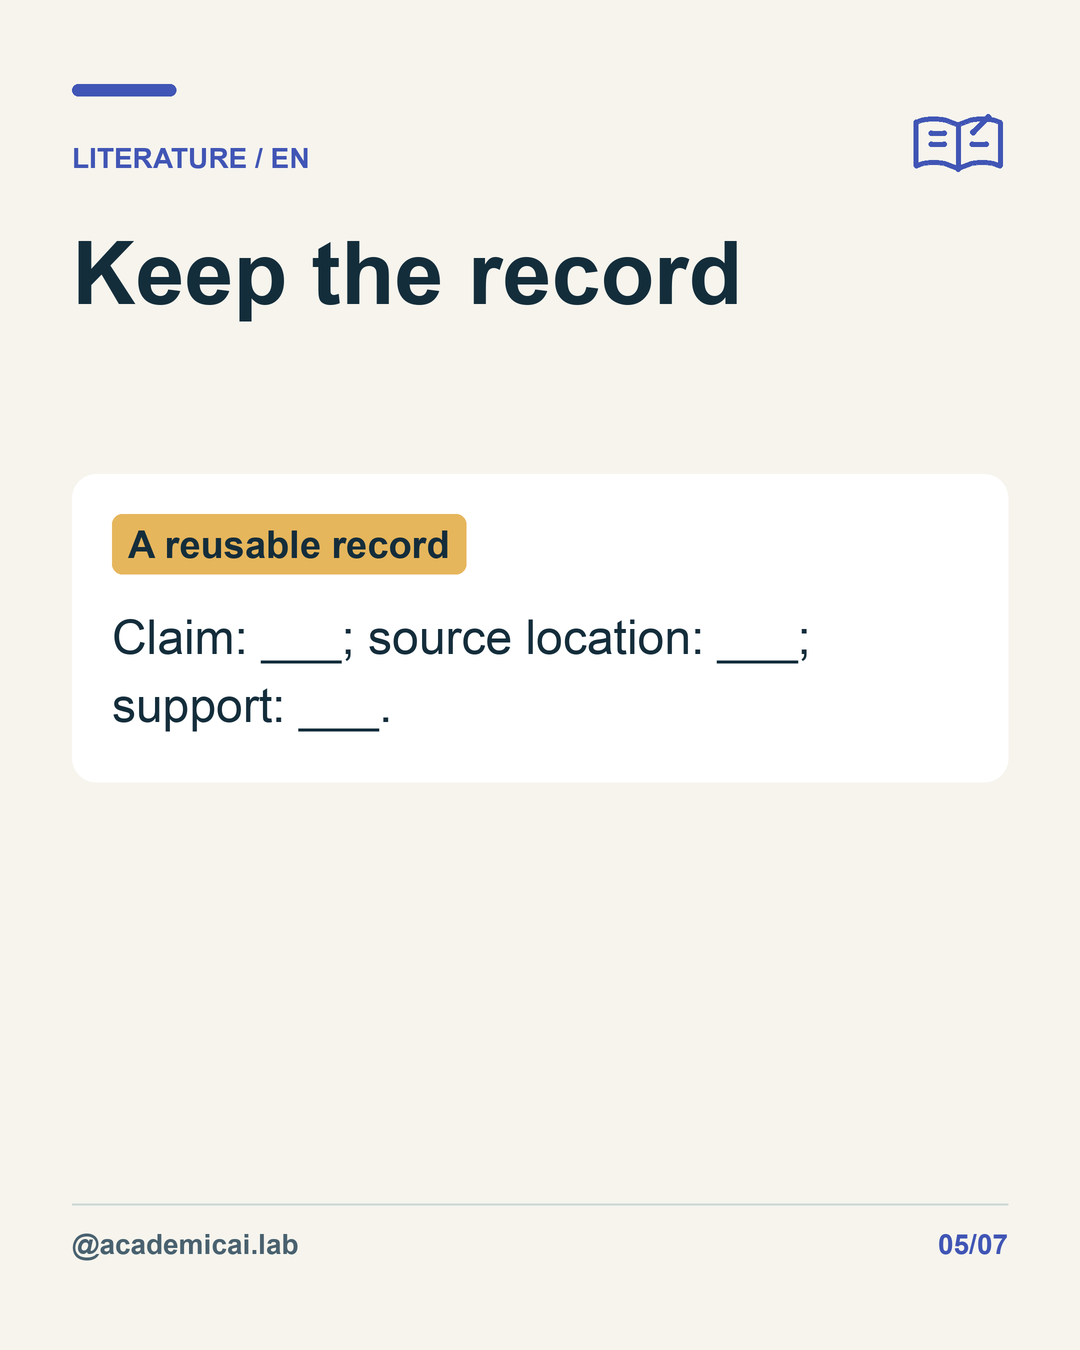 LITERATURE / EN
Keep the record
A reusable record
Claim: ___; source location: ___;
support: ___.
@academicai.lab
05/07